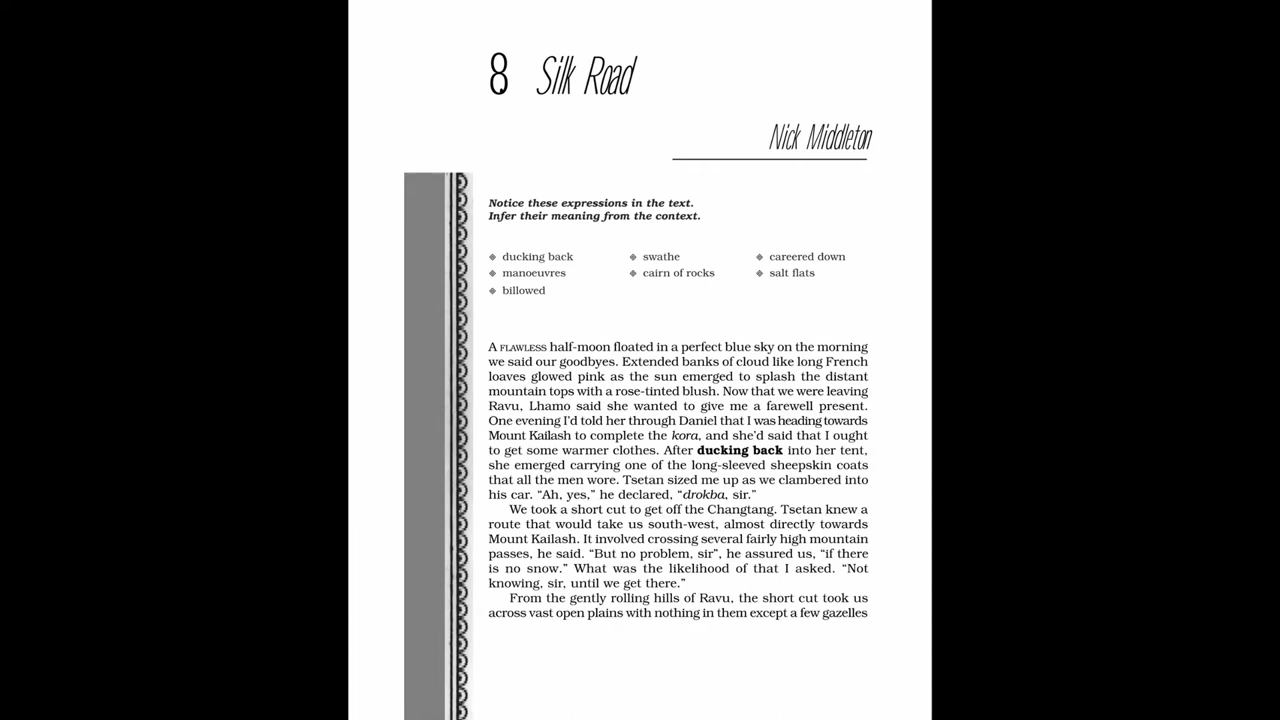 8 Silk Road
Nick Middleton
Notice these expressions in the text.
Infer their meaning from the context.
❖ ducking back ❖ swathe ❖ careered down
❖ manoeuvres ❖ cairn of rocks ❖ salt flats
❖ billowed
A FLAWLESS half-moon floated in a perfect blue sky on the morning
we said our goodbyes. Extended banks of cloud like long French
loaves glowed pink as the sun emerged to splash the distant
mountain tops with a rose-tinted blush. Now that we were leaving
Ravu, Lhamo said she wanted to give me a farewell present.
One evening I'd told her through Daniel that I was heading towards
Mount Kailash to complete the kora, and she'd said that I ought
to get some warmer clothes. After ducking back into her tent,
she emerged carrying one of the long-sleeved sheepskin coats
that all the men wore. Tsetan sized me up as we clambered into
his car. “Ah, yes,” he declared, “drokba, sir.”
We took a short cut to get off the Changtang. Tsetan knew a
route that would take us south-west, almost directly towards
Mount Kailash. It involved crossing several fairly high mountain
passes, he said. “But no problem, sir”, he assured us, “if there
is no snow.” What was the likelihood of that I asked. “Not
knowing, sir, until we get there.”
From the gently rolling hills of Ravu, the short cut took us
across vast open plains with nothing in them except a few gazelles